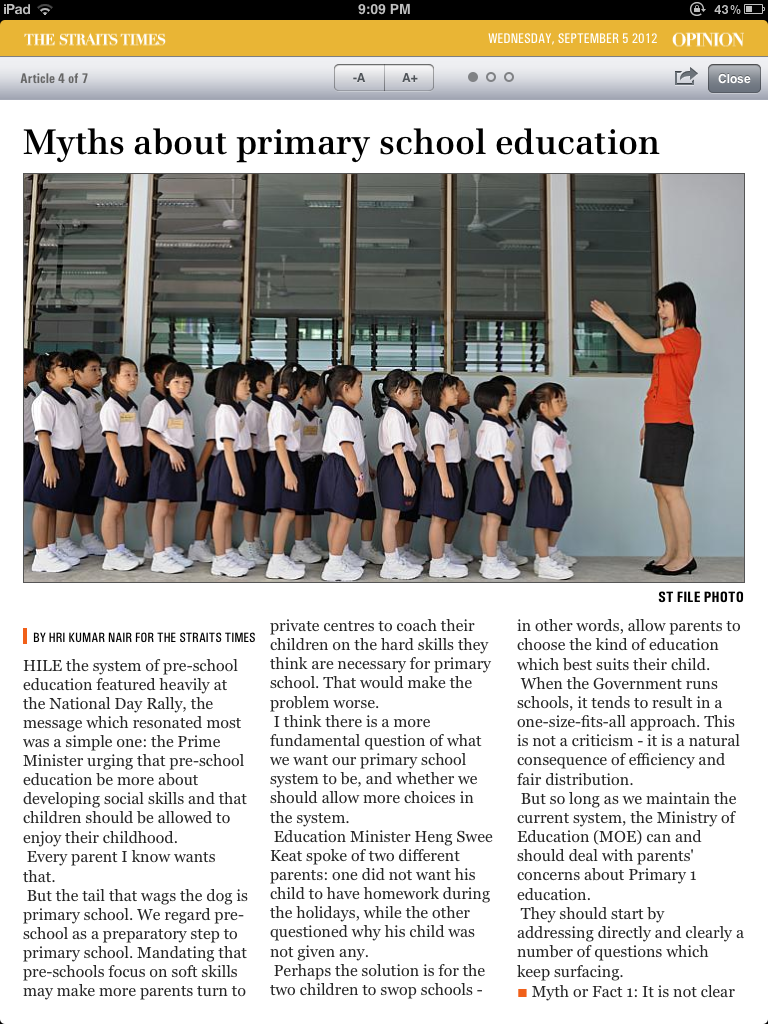 iPad
9:09 PM
43%
THE STRAITS TIMES
WEDNESDAY, SEPTEMBER 5 2012 OPINION
Article 4 of 7
-A
A+
Close
Myths about primary school education
ST FILE PHOTO
BY HRI KUMAR NAIR FOR THE STRAITS TIMES
HILE the system of pre-school
education featured heavily at
the National Day Rally, the
message which resonated most
was a simple one: the Prime
Minister urging that pre-school
education be more about
developing social skills and that
children should be allowed to
enjoy their childhood.
Every parent I know wants
that.
But the tail that wags the dog is
primary school. We regard pre-
school as a preparatory step to
primary school. Mandating that
pre-schools focus on soft skills
may make more parents turn to
private centres to coach their
children on the hard skills they
think are necessary for primary
school. That would make the
problem worse.
I think there is a more
fundamental question of what
we want our primary school
system to be, and whether we
should allow more choices in
the system.
Education Minister Heng Swee
Keat spoke of two different
parents: one did not want his
child to have homework during
the holidays, while the other
questioned why his child was
not given any.
Perhaps the solution is for the
two children to swop schools -
in other words, allow parents to
choose the kind of education
which best suits their child.
When the Government runs
schools, it tends to result in a
one-size-fits-all approach. This
is not a criticism - it is a natural
consequence of efficiency and
fair distribution.
But so long as we maintain the
current system, the Ministry of
Education (MOE) can and
should deal with parents'
concerns about Primary 1
education.
They should start by
addressing directly and clearly a
number of questions which
keep surfacing.
■ Myth or Fact 1: It is not clear